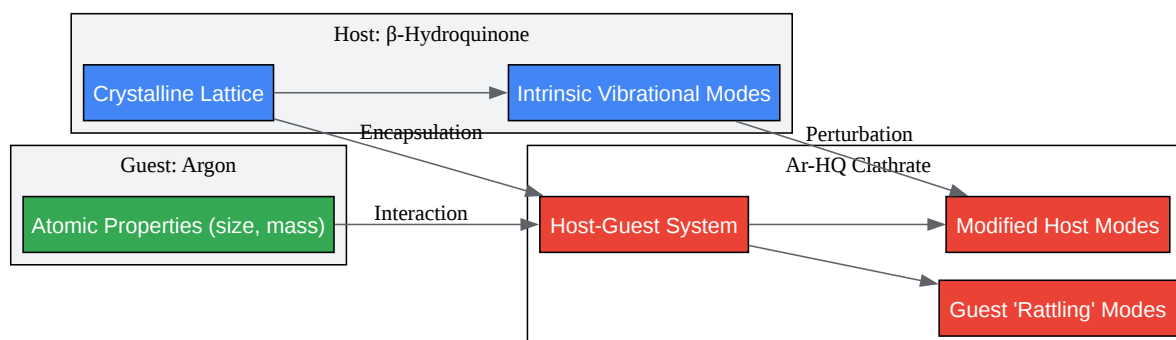 Host: β-Hydroquinone
Crystalline Lattice
Intrinsic Vibrational Modes
Encapsulation
Perturbation
Guest: Argon
Ar-HQ Clathrate
Atomic Properties (size, mass)
Interaction
Host-Guest System
Modified Host Modes
Guest 'Rattling' Modes